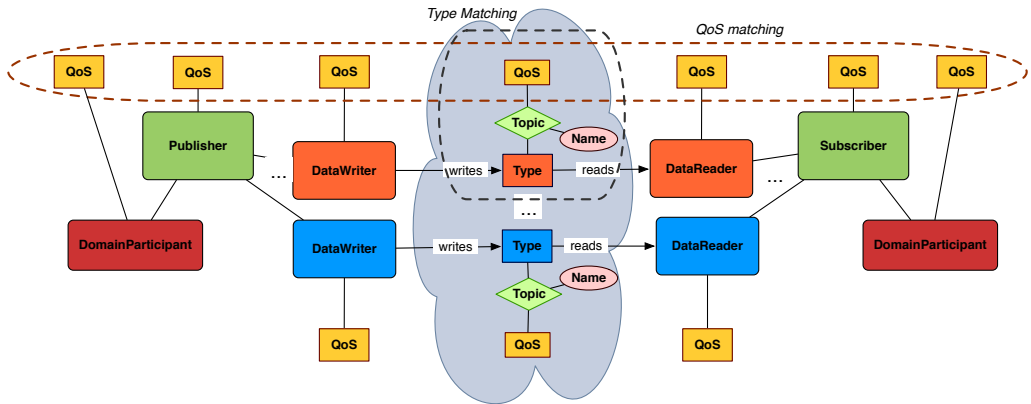 Type Matching
QoS matching
QoS
QoS
QoS
QoS
QoS
QoS
QoS
Topic
Name
Publisher
Subscriber
...
DataWriter
writes
Type
reads
DataReader
...
...
DomainParticipant
DataWriter
writes
Type
reads
DataReader
DomainParticipant
Name
Topic
QoS
QoS
QoS